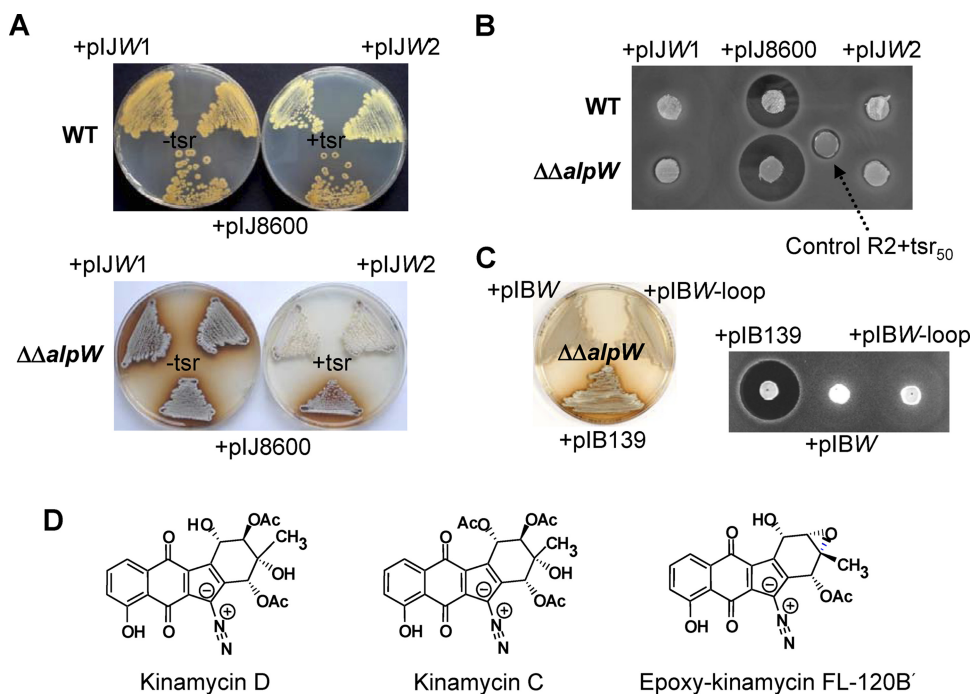 A
+pIJW1
+pIJW2
WT
-tsr
+tsr
+pIJ8600
+pIJW1
+pIJW2
ΔΔalpW
-tsr
+tsr
+pIJ8600
B
+pIJW1
+pIJ8600
+pIJW2
WT
ΔΔalpW
Control R2+tsr50
C
+pIBW
+pIBW-loop
ΔΔalpW
+pIB139
+pIB139
+pIBW-loop
+pIBW
D
HO
OAc
CH3
OH
OAc
O
O
OH
N
N
Kinamycin D
AcO
OAc
CH3
OH
OAc
O
O
OH
N
N
Kinamycin C
HO
O
CH3
OAc
O
O
OH
N
N
Epoxy-kinamycin FL-120B′